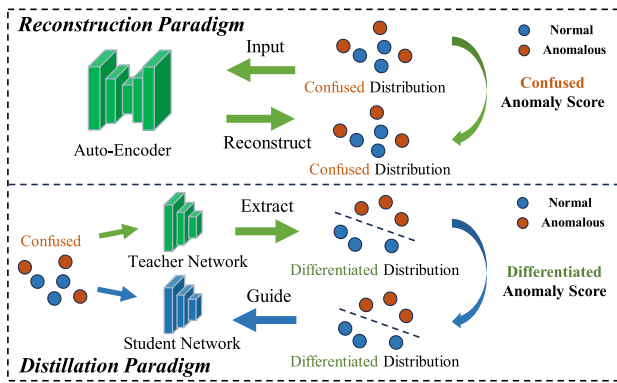 Reconstruction Paradigm
Normal
Anomalous
Input
Confused Distribution
Confused
Anomaly Score
Auto-Encoder
Reconstruct
Confused Distribution
Normal
Anomalous
Extract
Confused
Teacher Network
Differentiated Distribution
Differentiated
Anomaly Score
Guide
Student Network
Differentiated Distribution
Distillation Paradigm